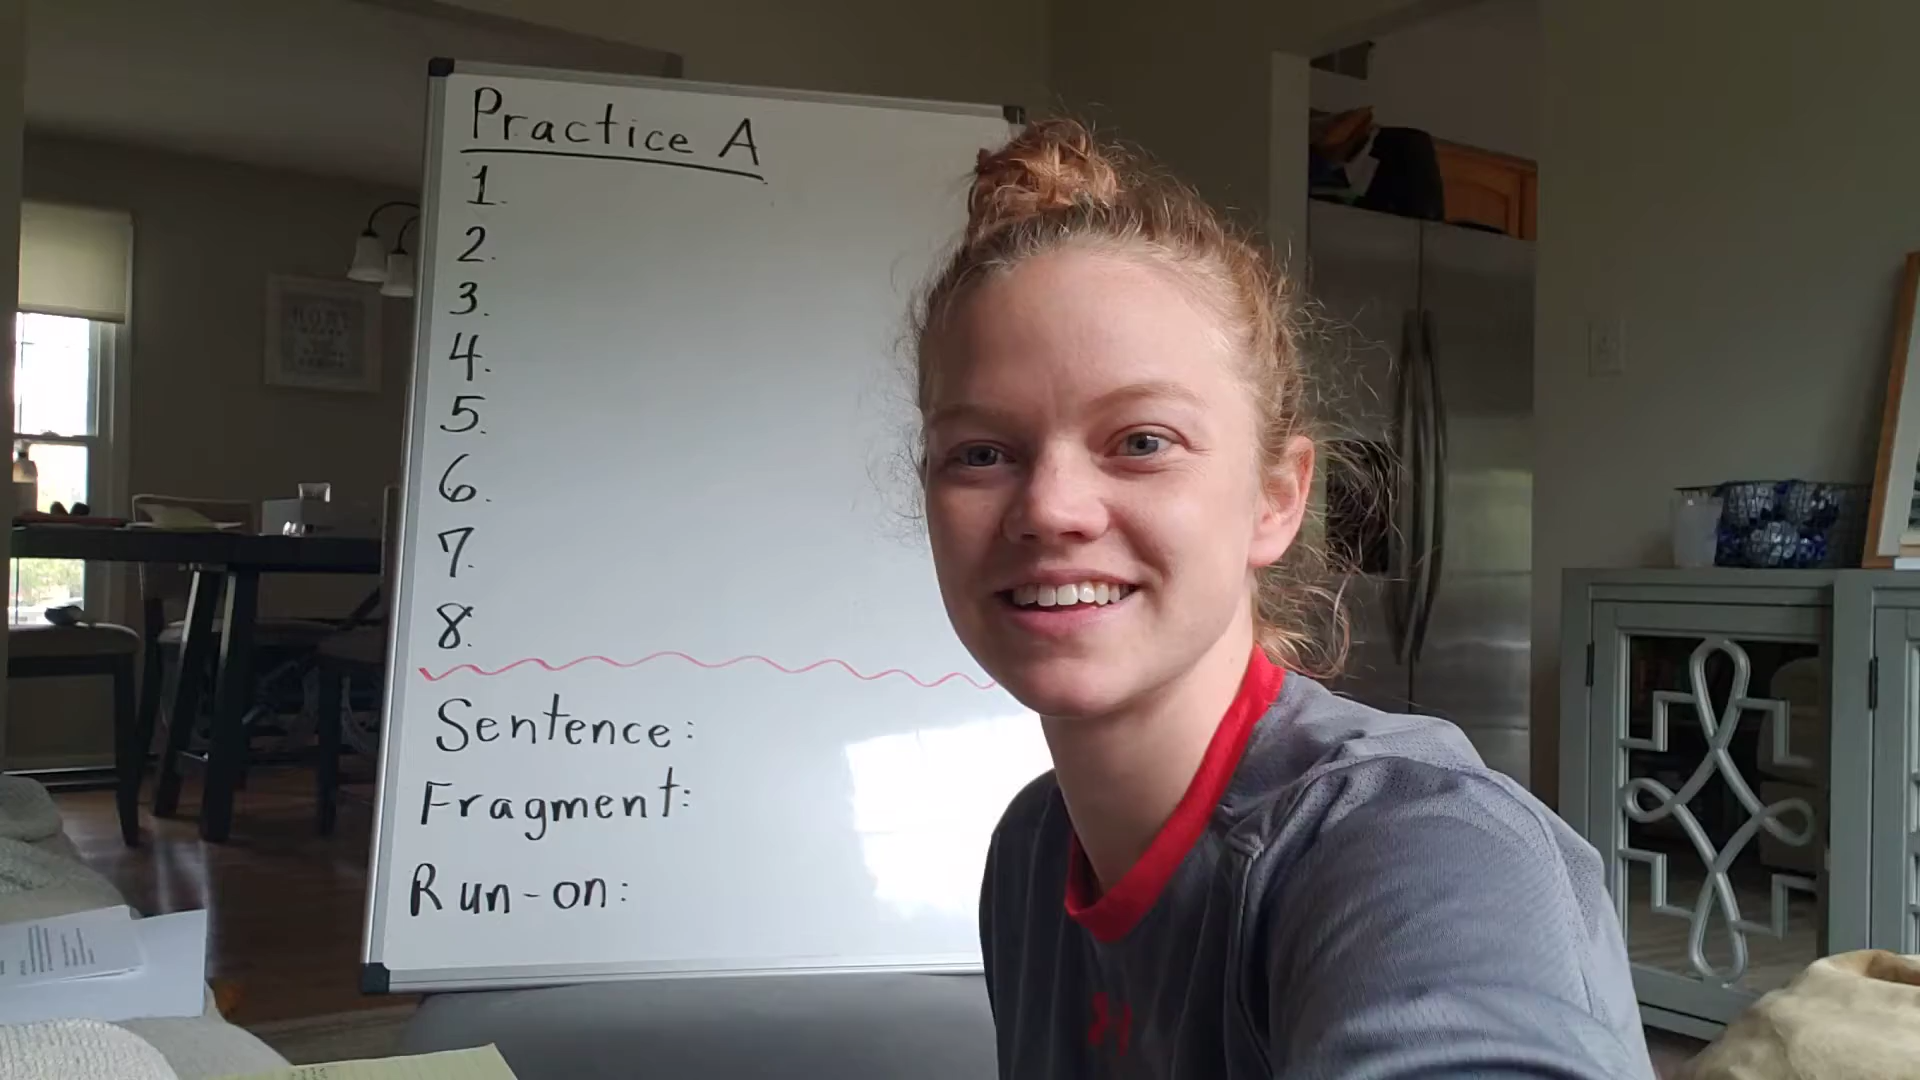 Practice A
1.
2.
3.
4.
5.
6.
7.
8.
Sentence:
Fragment:
Run-on: